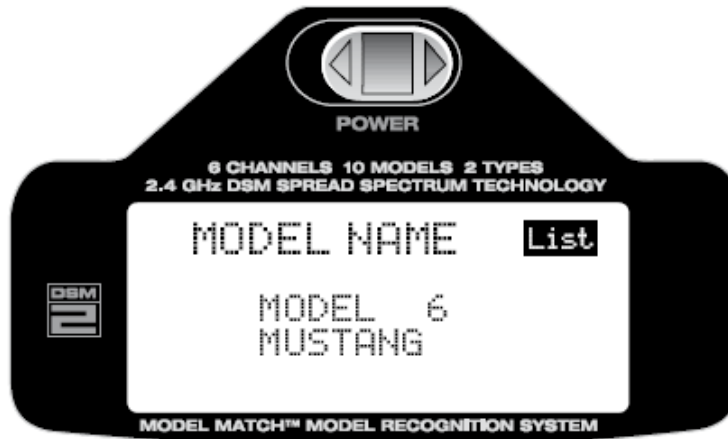 POWER
6 CHANNELS 10 MODELS 2 TYPES
2.4 GHz DSM SPREAD SPECTRUM TECHNOLOGY
MODEL NAME List
DSM
2
MODEL 6
MUSTANG
MODEL MATCH™ MODEL RECOGNITION SYSTEM